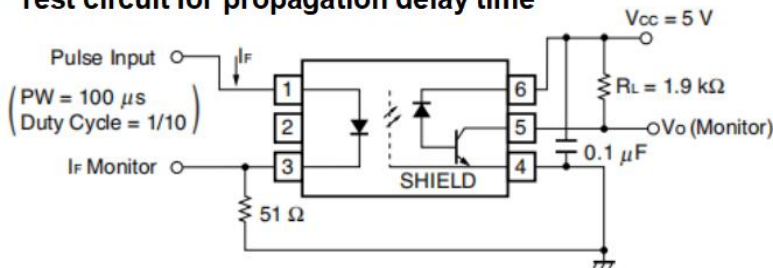 Test circuit for propagation delay time
Vcc = 5 V
Pulse Input
IF
PW = 100 µs
Duty Cycle = 1/10
1
6
RL = 1.9 kΩ
2
5
Vo (Monitor)
IF Monitor
3
4
0.1 µF
SHIELD
51 Ω